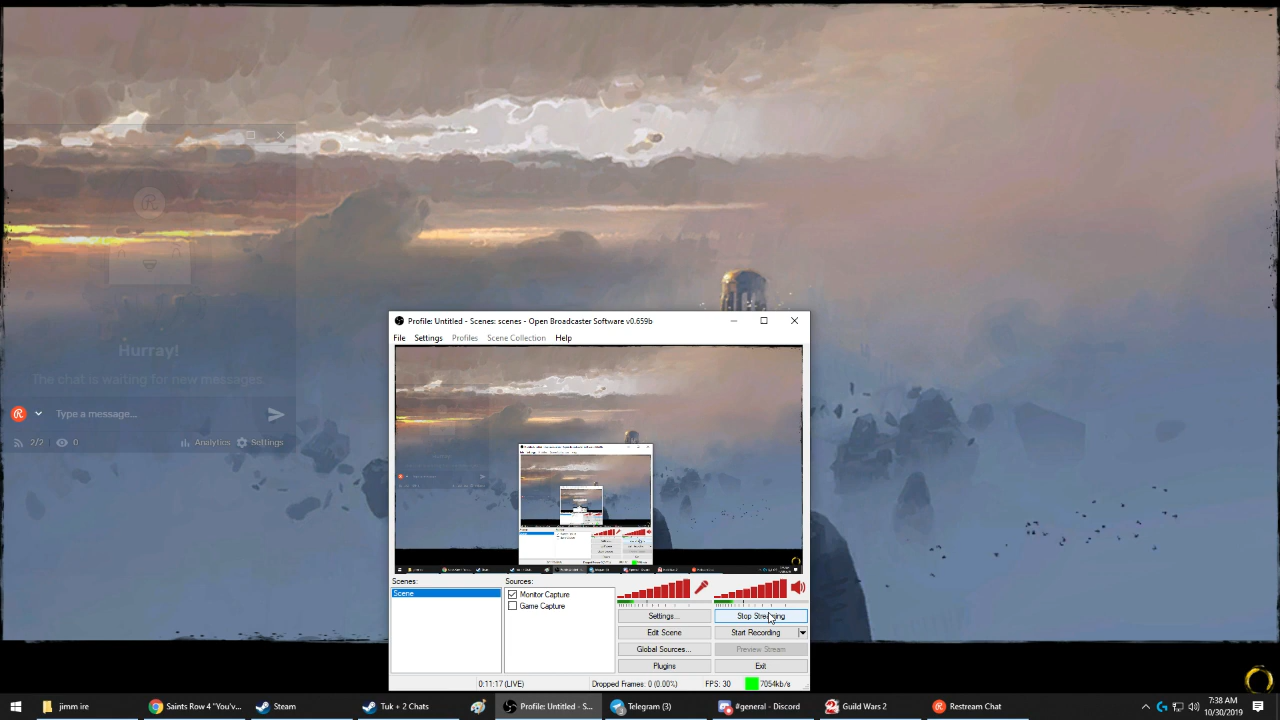 Hurray!
The chat is waiting for new messages.
Type a message...
2/2 0 Analytics Settings
Profile: Untitled - Scenes: scenes - Open Broadcaster Software v0.659b
File Settings Profiles Scene Collection Help
Scenes:
Scene
Sources:
Monitor Capture
Game Capture
Settings...
Stop Streaming
Edit Scene
Start Recording
Global Sources...
Preview Stream
Plugins
Exit
0:11:17 (LIVE) Dropped Frames: 0 (0.00%) FPS: 30 7054kb/s
jimm ire
Saints Row 4 "You'v...
Steam
Tuk + 2 Chats
Profile: Untitled - S...
Telegram (3)
#general - Discord
Guild Wars 2
Restream Chat
7:38 AM
10/30/2019